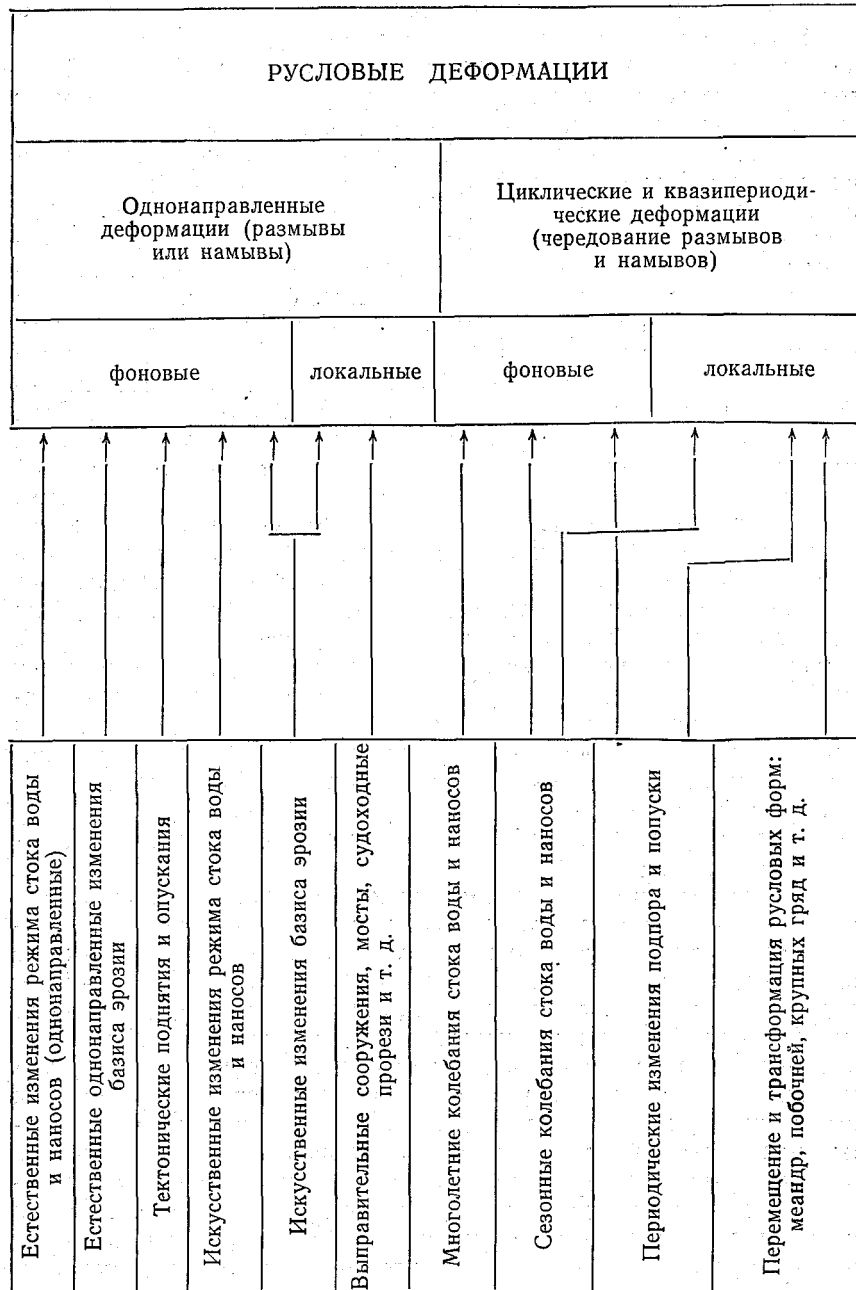 РУСЛОВЫЕ ДЕФОРМАЦИИ
Однонаправленные
деформации (размывы
или намывы)
Циклические и квазипериоди-
ческие деформации
(чередование размывов
и намывов)
фоновые
локальные
фоновые
локальные
Естественные изменения режима стока воды
и наносов (однонаправленные)
Естественные однонаправленные изменения
базиса эрозии
Тектонические поднятия и опускания
Искусственные изменения режима стока воды
и наносов
Искусственные изменения базиса эрозии
Выправительные сооружения, мосты, судоходные
прорези и т. д.
Многолетние колебания стока воды и наносов
Сезонные колебания стока воды и наносов
Периодические изменения подпора и попуски
Перемещение и трансформация русловых форм:
меандр, побочней, крупных гряд и т. д.